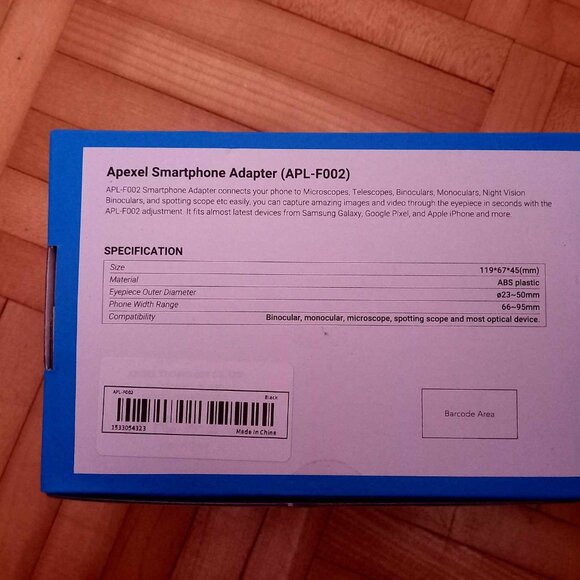 Apexel Smartphone Adapter (APL-F002)
APL-F002 Smartphone Adapter connects your phone to Microscopes, Telescopes, Binoculars, Monoculars, Night Vision
Binoculars, and spotting scope etc easily, you can capture amazing images and video through the eyepiece in seconds with the
APL-F002 adjustment. It fits almost latest devices from Samsung Galaxy, Google Pixel, and Apple iPhone and more.
SPECIFICATION
Size 119*67*45(mm)
Material ABS plastic
Eyepiece Outer Diameter ø23~50mm
Phone Width Range 66~95mm
Compatibility Binocular, monocular, microscope, spotting scope and most optical device.
APL-F002 Black
1533054323 Made in China
Barcode Area